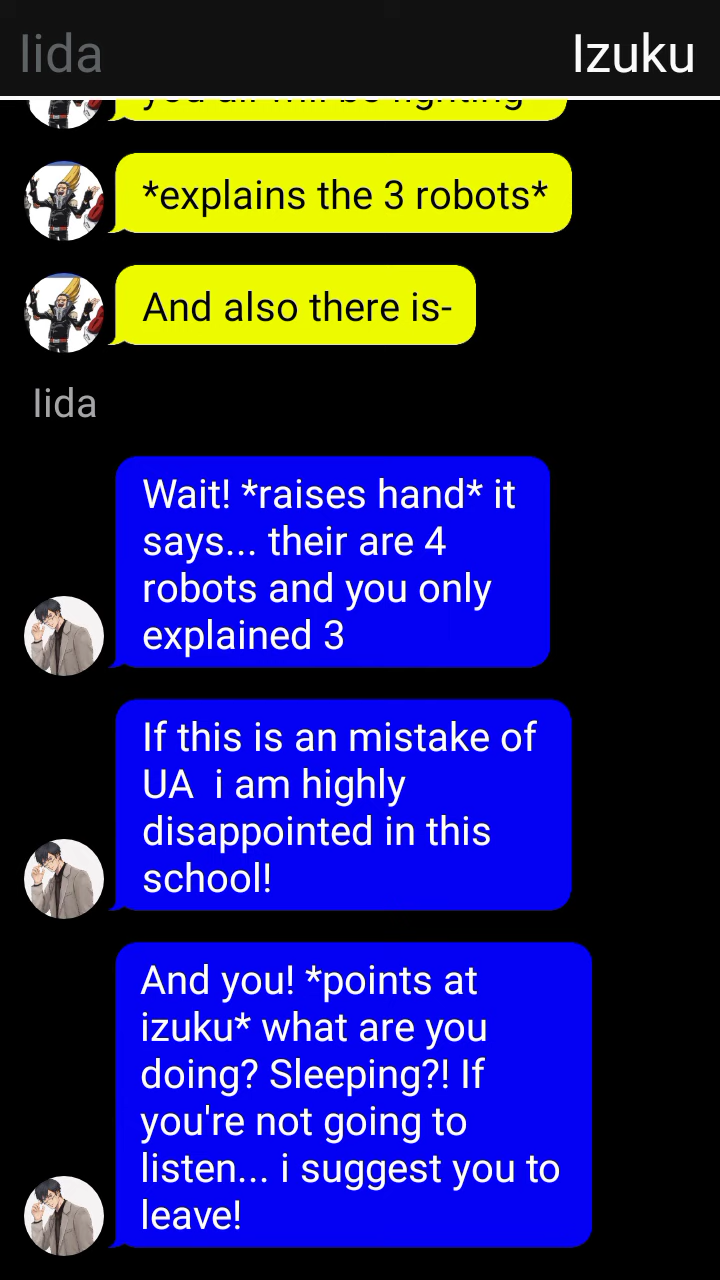 Iida
Izuku
*explains the 3 robots*
And also there is-
Iida
Wait! *raises hand* it
says... their are 4
robots and you only
explained 3
If this is an mistake of
UA  i am highly
disappointed in this
school!
And you! *points at
izuku* what are you
doing? Sleeping?! If
you're not going to
listen... i suggest you to
leave!